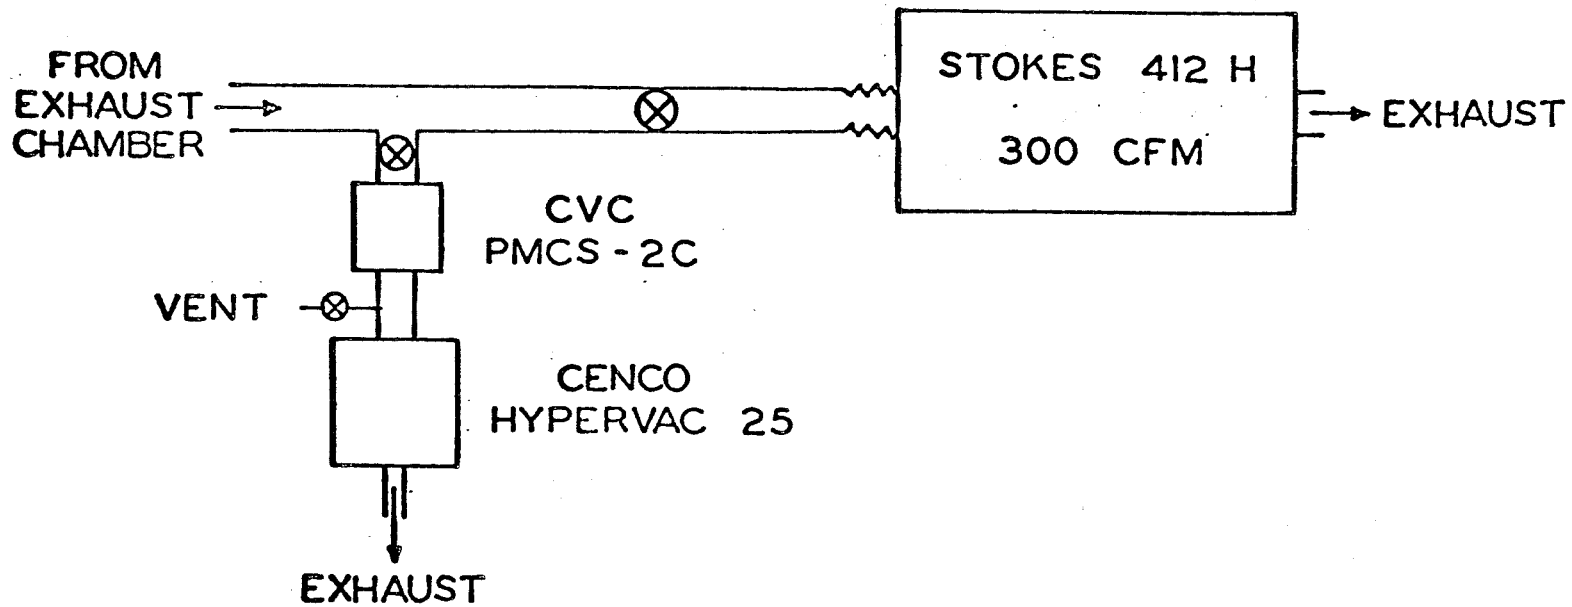 FROM
EXHAUST
CHAMBER
STOKES 412 H
300 CFM
EXHAUST
CVC
PMCS-2C
VENT
CENCO
HYPERVAC 25
EXHAUST